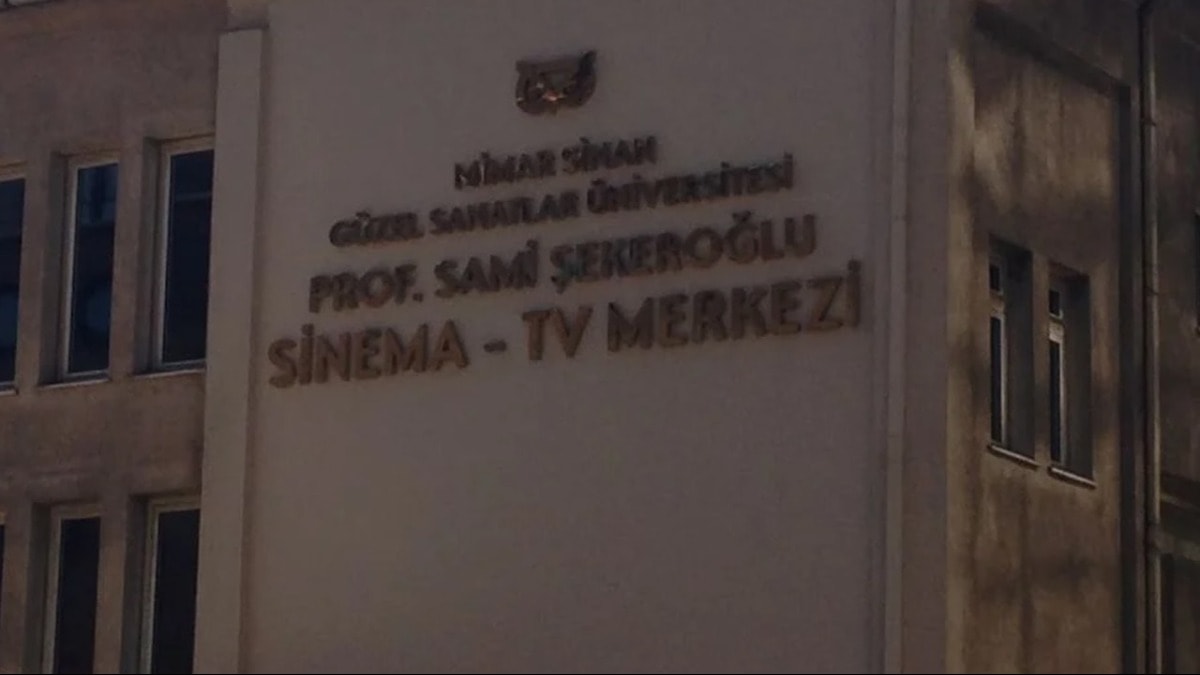 MİMAR SİNAN
GÜZEL SANATLAR ÜNİVERSİTESİ
PROF. SAMİ ŞEKEROĞLU
SİNEMA - TV MERKEZİ